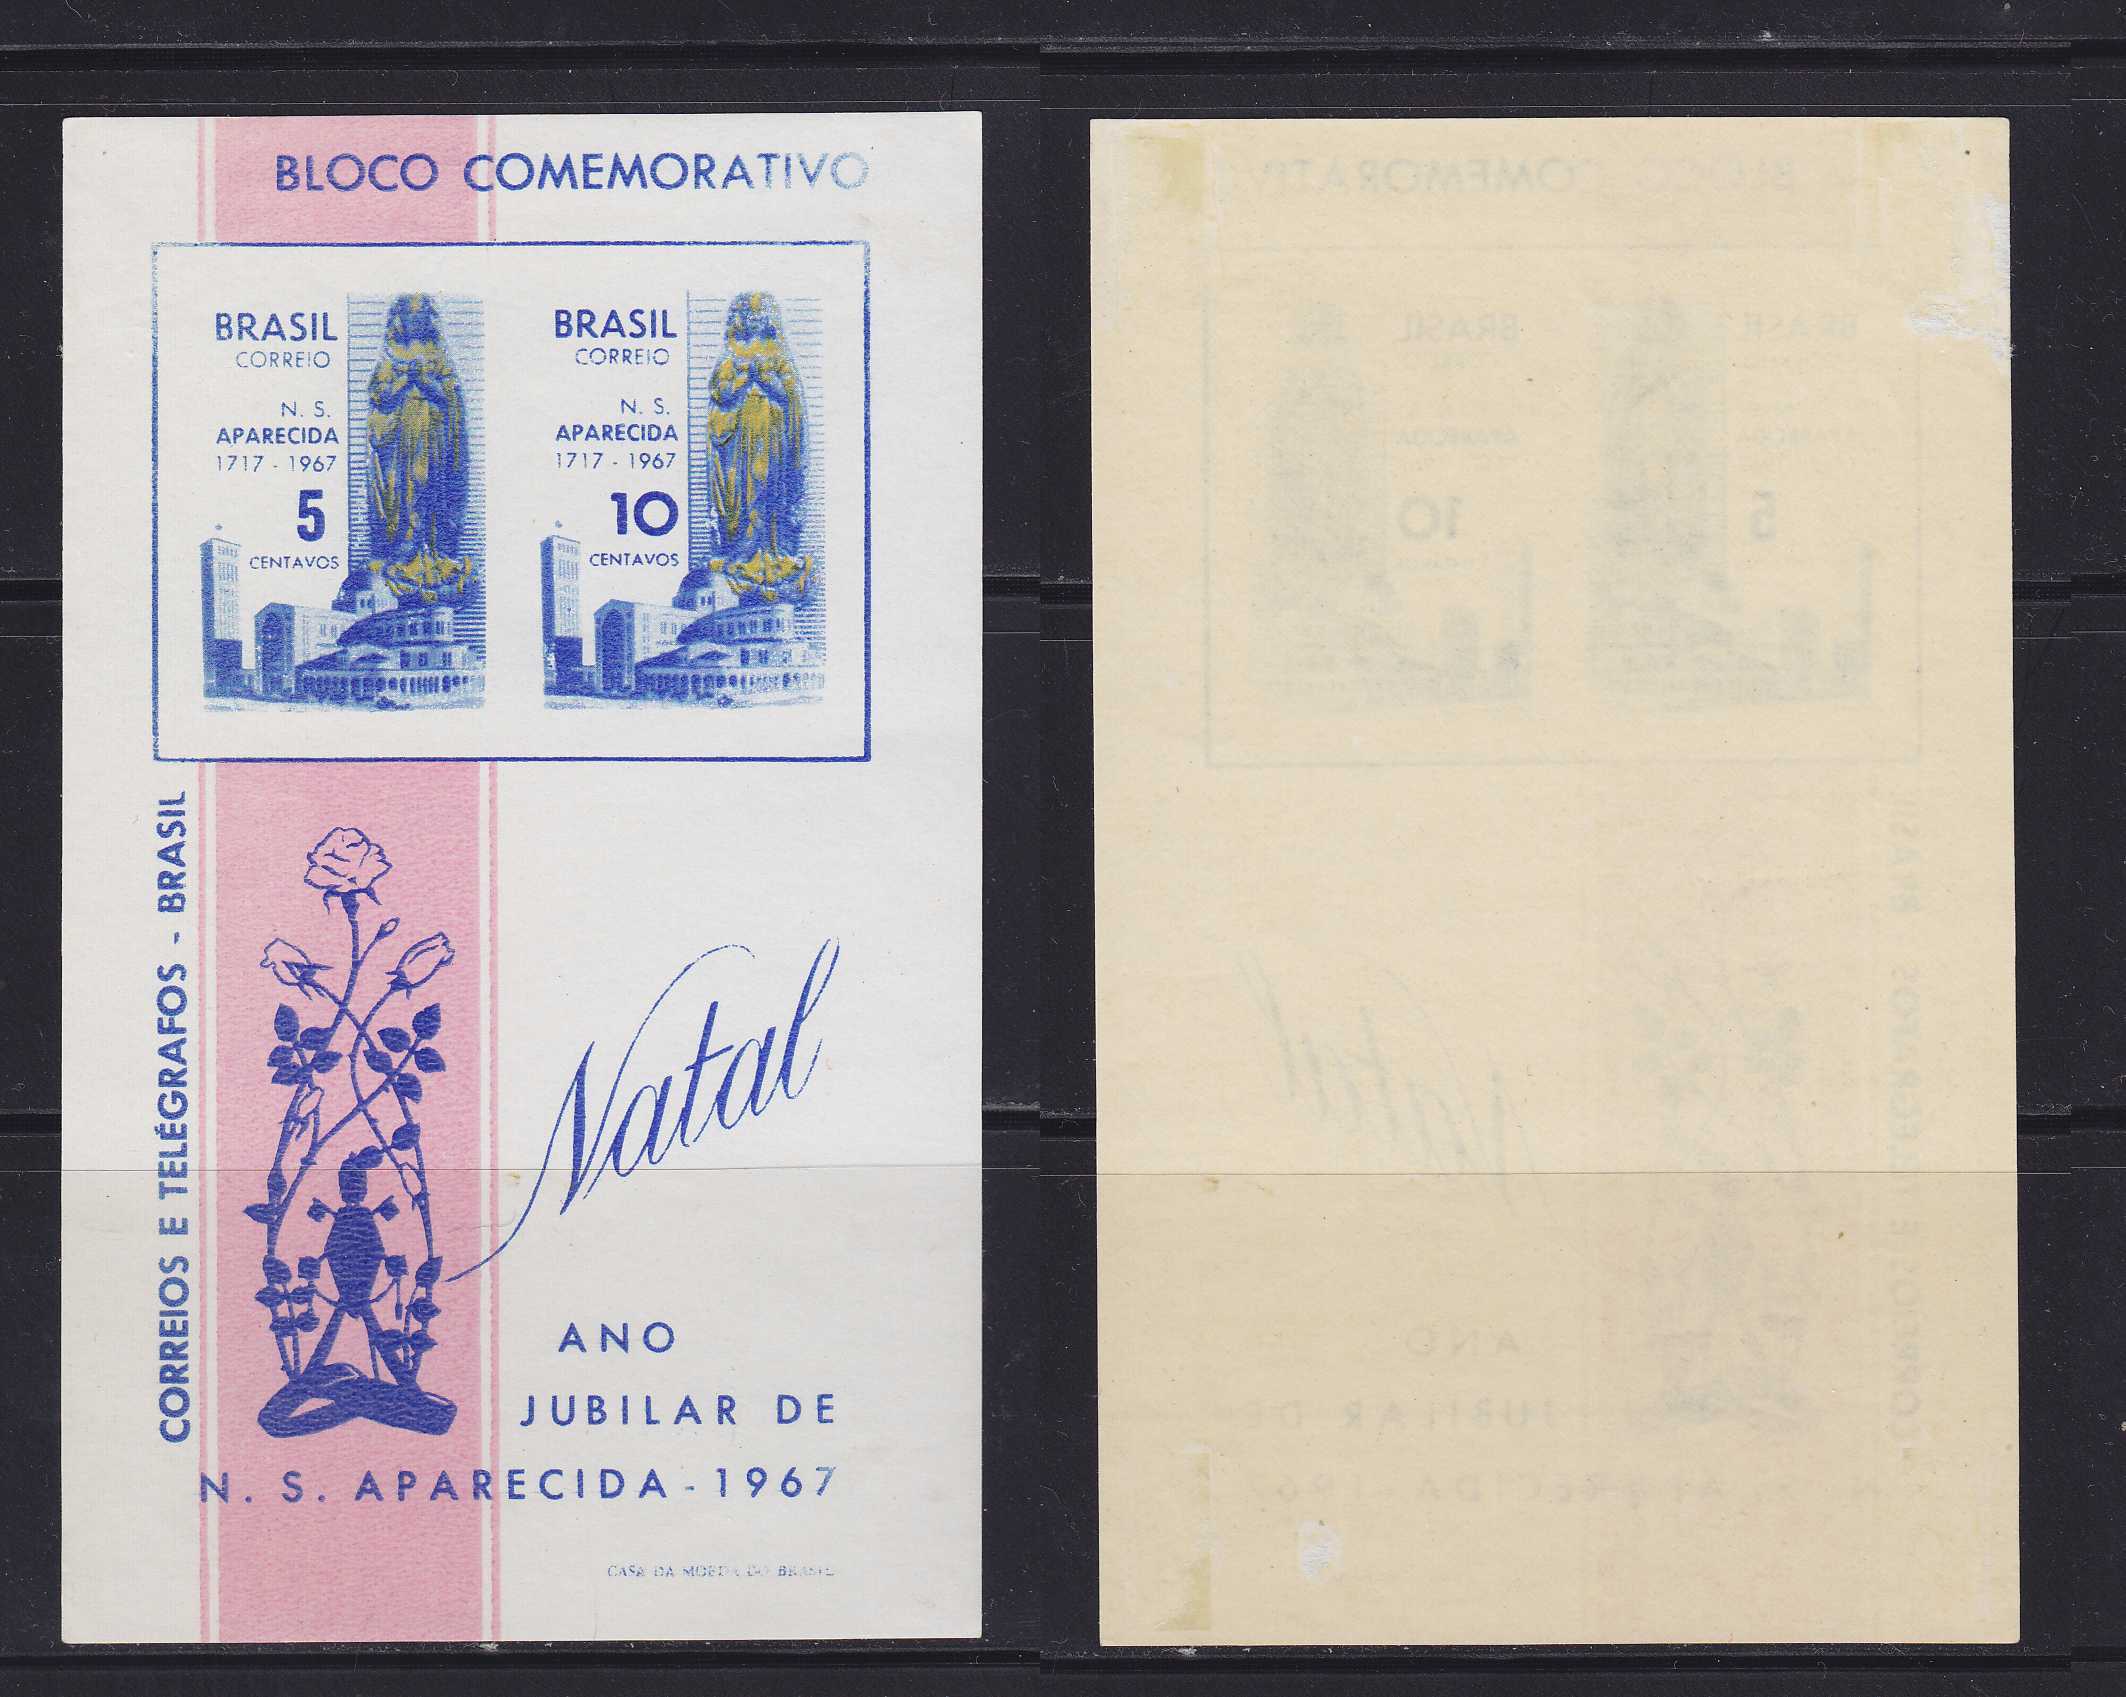 BLOCO COMEMORATIVO
BRASIL
CORREIO
N. S.
APARECIDA
1717 - 1967
5
CENTAVOS
BRASIL
CORREIO
N. S.
APARECIDA
1717 - 1967
10
CENTAVOS
CORREIOS E TELÉGRAFOS - BRASIL
Natal
ANO
JUBILAR DE
N. S. APARECIDA - 1967
CASA DA MOEDA DO BRASIL